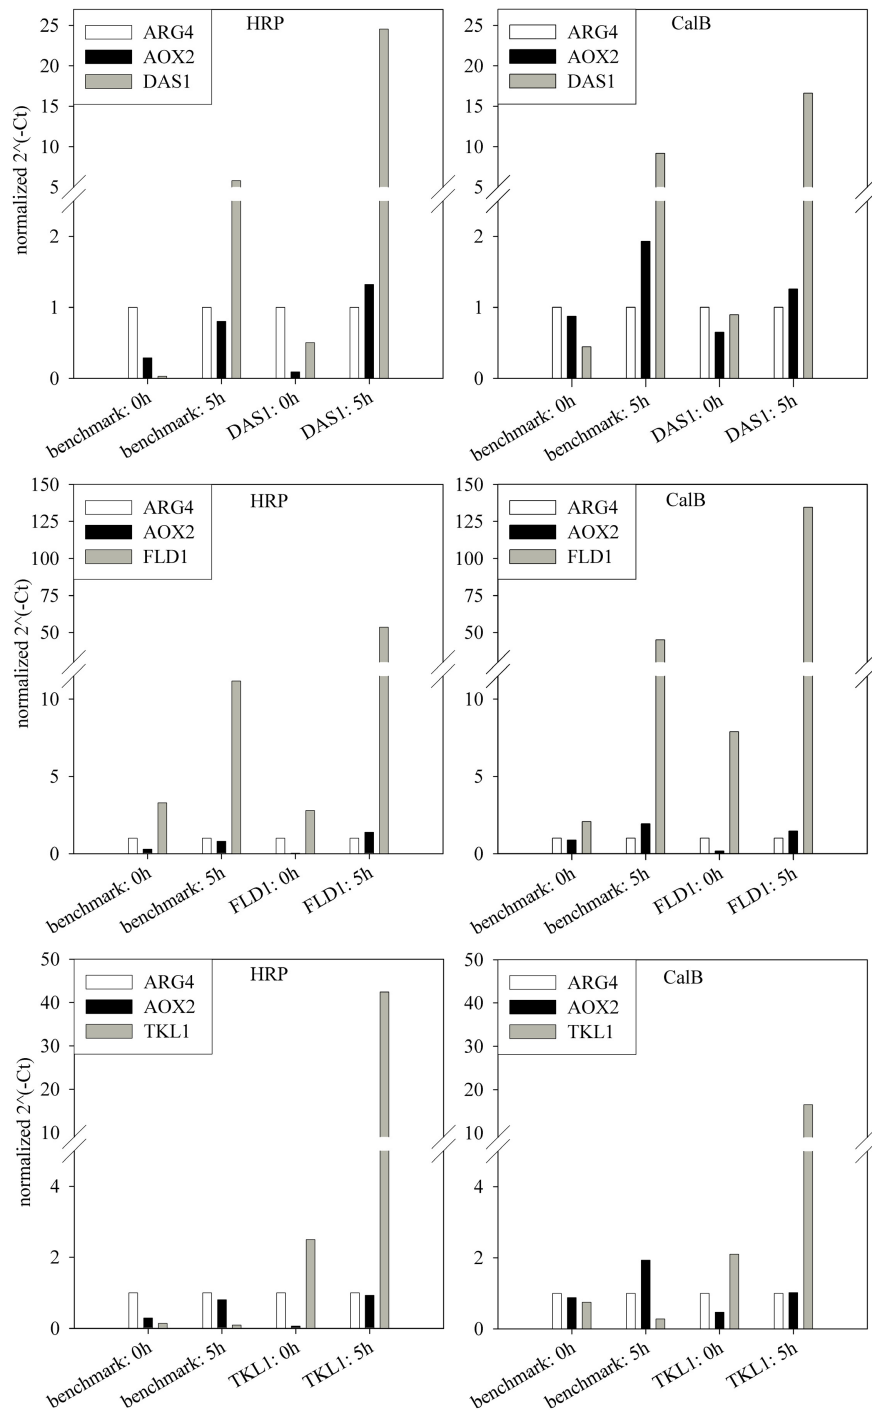 HRP
ARG4
AOX2
DAS1
normalized 2^(-Ct)
25
20
15
10
5
2
1
0
benchmark: 0h
benchmark: 5h
DAS1: 0h
DAS1: 5h
CalB
ARG4
AOX2
DAS1
25
20
15
10
5
2
1
0
benchmark: 0h
benchmark: 5h
DAS1: 0h
DAS1: 5h
HRP
ARG4
AOX2
FLD1
normalized 2^(-Ct)
150
125
100
75
50
10
5
0
benchmark: 0h
benchmark: 5h
FLD1: 0h
FLD1: 5h
CalB
ARG4
AOX2
FLD1
150
125
100
75
50
10
5
0
benchmark: 0h
benchmark: 5h
FLD1: 0h
FLD1: 5h
HRP
ARG4
AOX2
TKL1
normalized 2^(-Ct)
50
40
30
20
10
4
2
0
benchmark: 0h
benchmark: 5h
TKL1: 0h
TKL1: 5h
CalB
ARG4
AOX2
TKL1
50
40
30
20
10
4
2
0
benchmark: 0h
benchmark: 5h
TKL1: 0h
TKL1: 5h